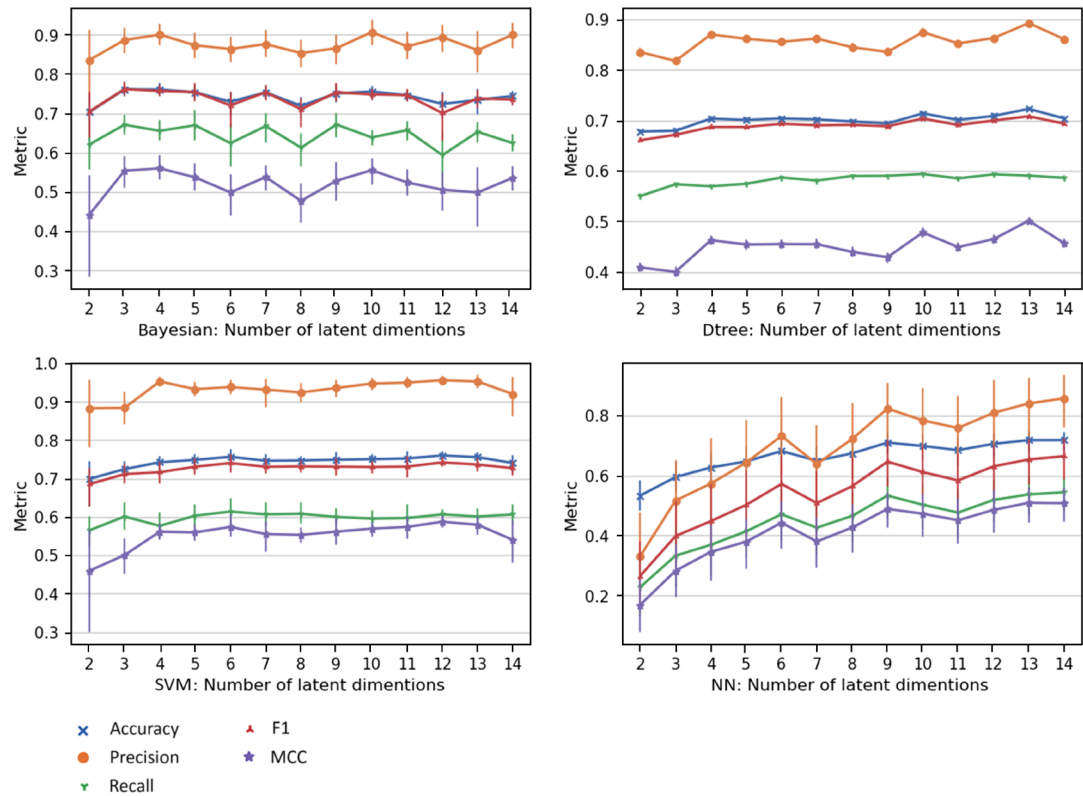 0.9
0.8
0.7
0.6
0.5
0.4
0.3
Metric
2 3 4 5 6 7 8 9 10 11 12 13 14
Bayesian: Number of latent dimentions
0.9
0.8
0.7
0.6
0.5
0.4
Metric
2 3 4 5 6 7 8 9 10 11 12 13 14
Dtree: Number of latent dimentions
1.0
0.9
0.8
0.7
0.6
0.5
0.4
0.3
Metric
2 3 4 5 6 7 8 9 10 11 12 13 14
SVM: Number of latent dimentions
0.8
0.6
0.4
0.2
Metric
2 3 4 5 6 7 8 9 10 11 12 13 14
NN: Number of latent dimentions
Accuracy
Precision
Recall
F1
MCC